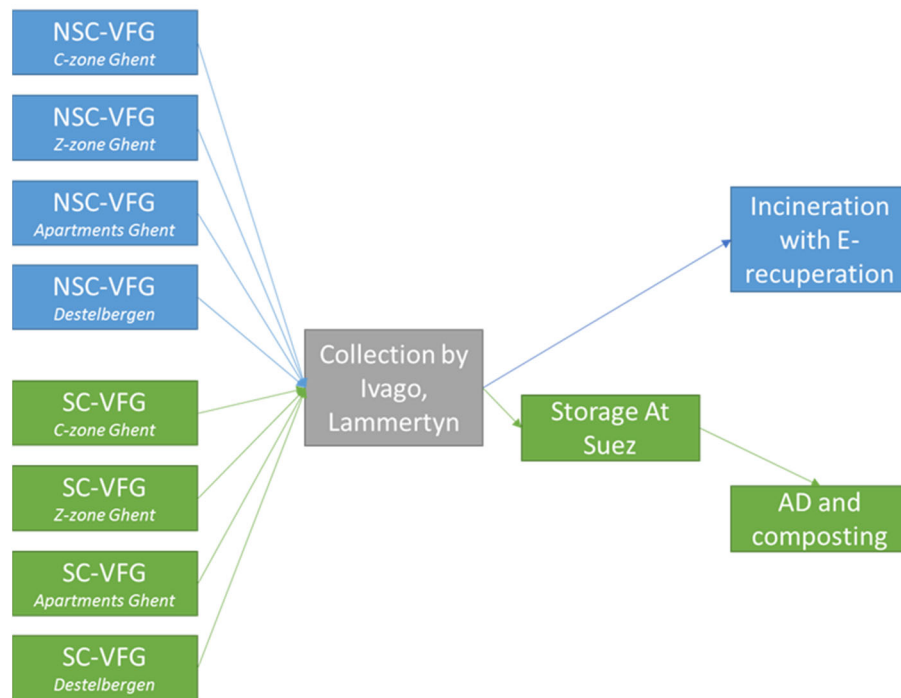 NSC-VFG
C-zone Ghent
NSC-VFG
Z-zone Ghent
NSC-VFG
Apartments Ghent
NSC-VFG
Destelbergen
SC-VFG
C-zone Ghent
SC-VFG
Z-zone Ghent
SC-VFG
Apartments Ghent
SC-VFG
Destelbergen
Collection by
Ivago,
Lammertyn
Incineration
with E-
recuperation
Storage At
Suez
AD and
composting